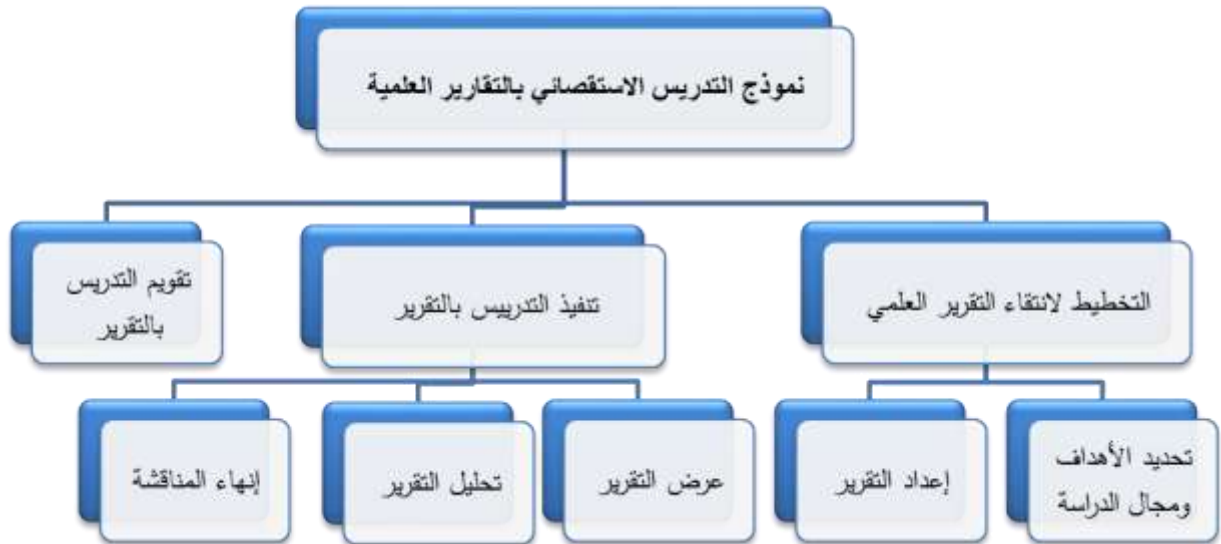 نموذج التدريس الاستقصائي بالتقارير العلمية
التخطيط لانتقاء التقرير العلمي
تنفيذ التدرييس بالتقرير
تقويم التدريس
بالتقرير
تحديد الأهداف
ومجال الدراسة
إعداد التقرير
عرض التقرير
تحليل التقرير
إنهاء المناقشة